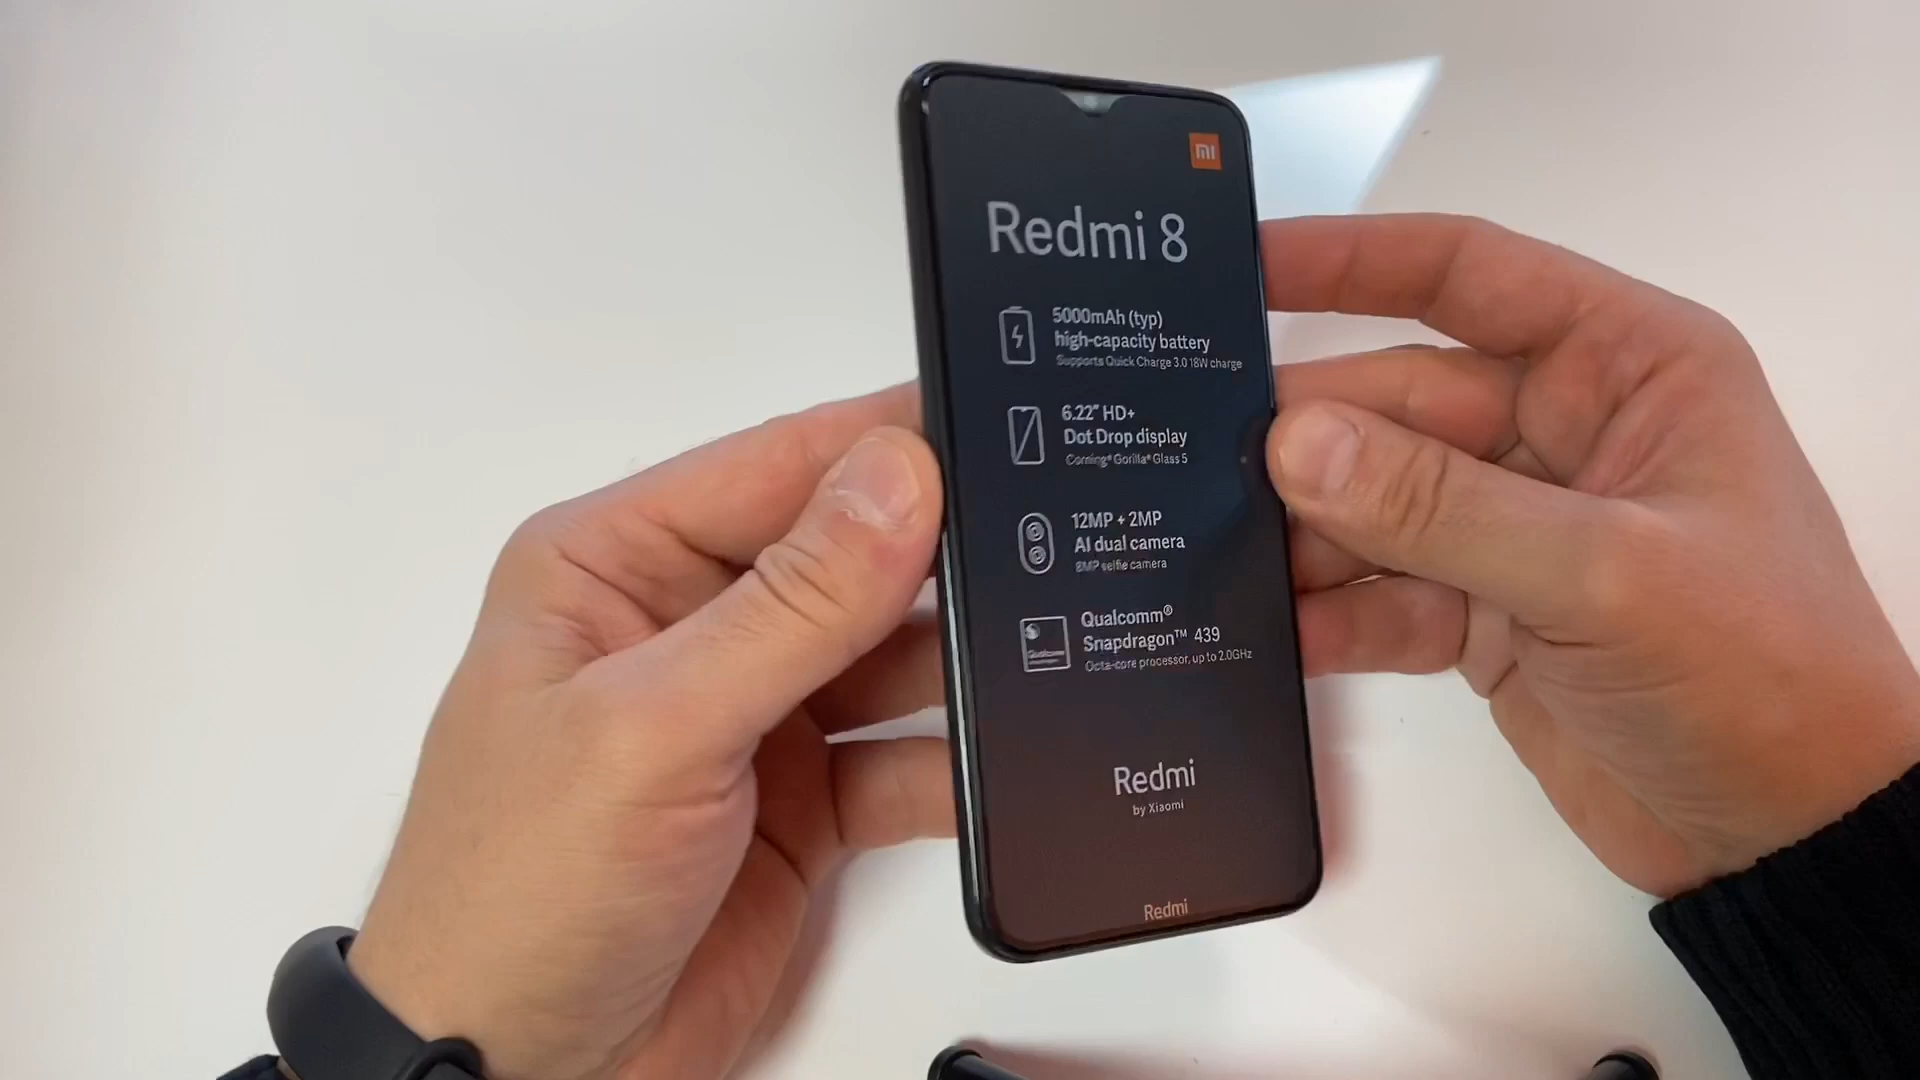 mi
Redmi 8
5000mAh (typ)
high-capacity battery
Supports Quick Charge 3.0 18W charge
6.22" HD+
Dot Drop display
Corning® Gorilla® Glass 5
12MP + 2MP
AI dual camera
8MP selfie camera
Qualcomm®
Snapdragon™ 439
Octa-core processor, up to 2.0GHz
Qualcomm
Redmi
by Xiaomi
Redmi